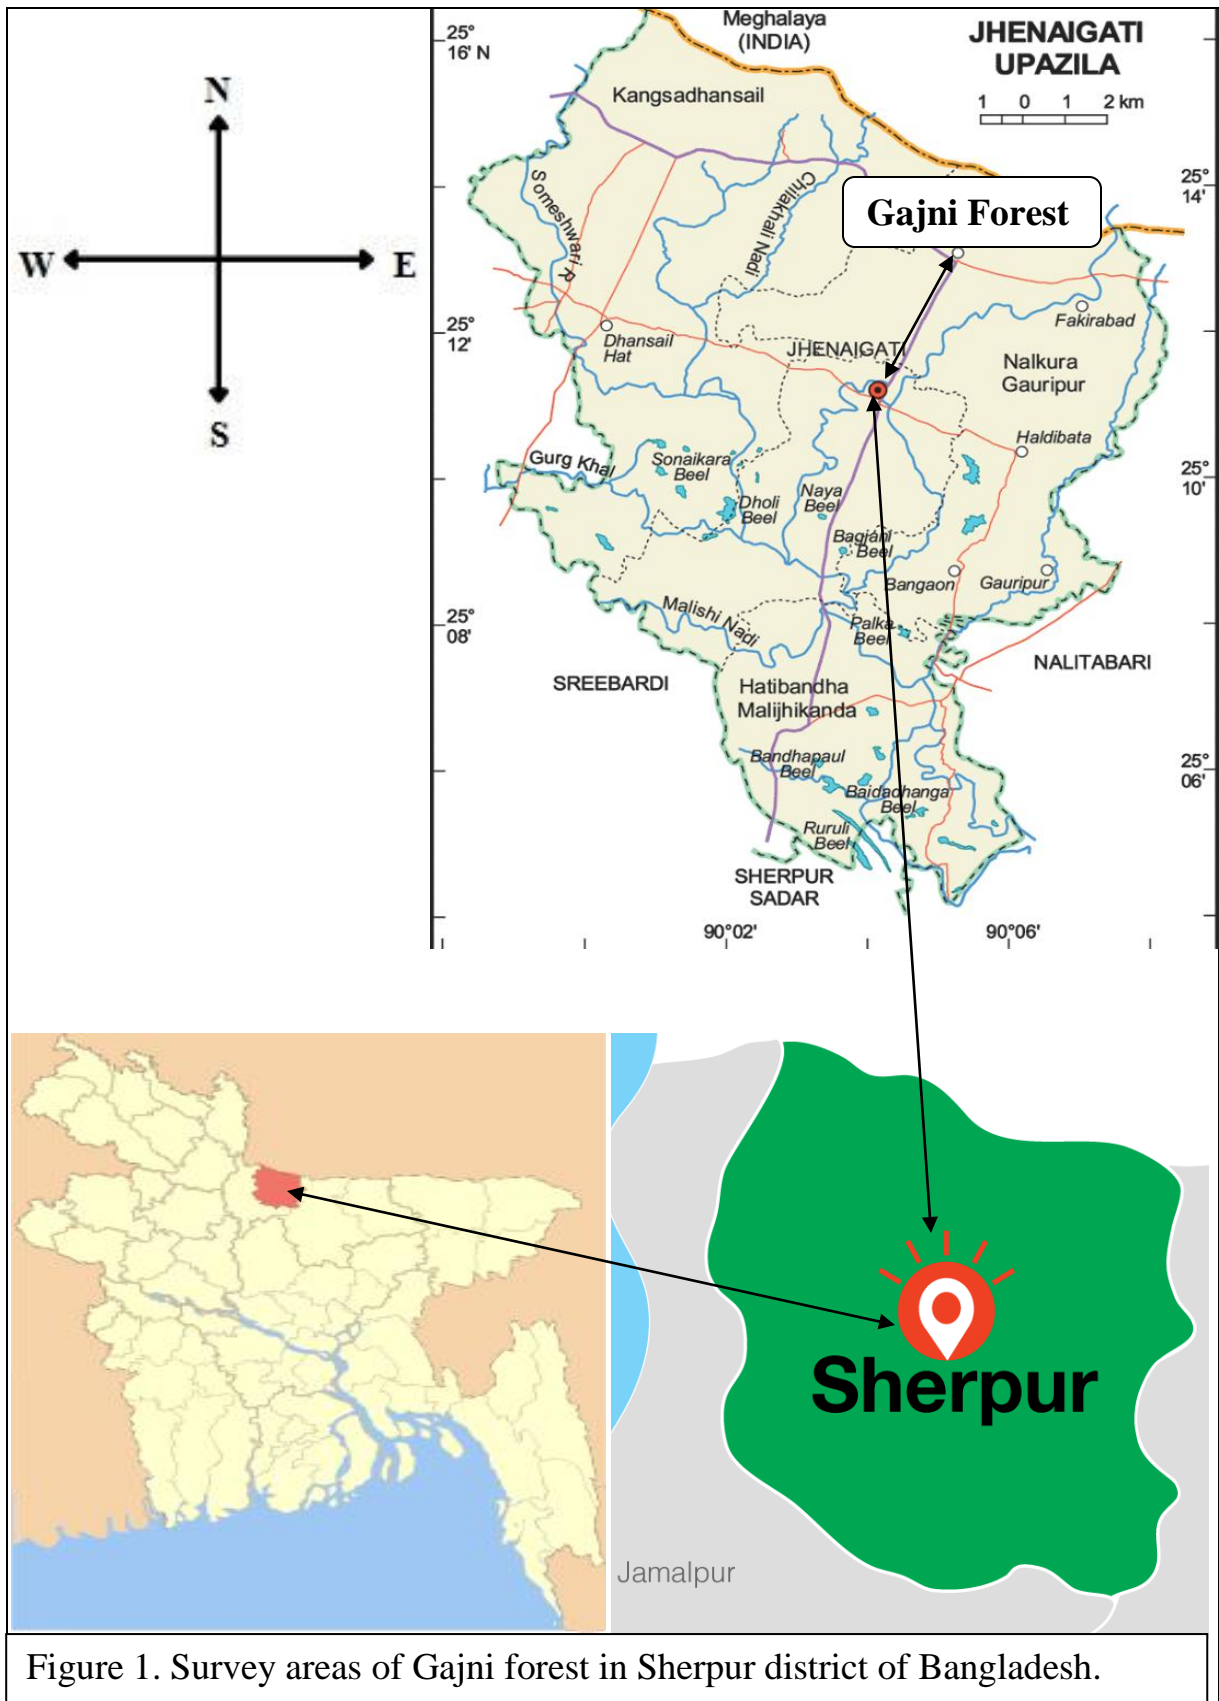 N
W
E
S
Meghalaya
(INDIA)
JHENAIGATI
UPAZILA
1 0 1 2 km
25°
16' N
Kangsadhansail
25°
14'
Someshwari R
Chilakhali Nadi
Gajni Forest
25°
12'
Fakirabad
Dhansail
Hat
JHENAIGATI
Nalkura
Gauripur
Haldibata
Gurg Khal
Sonaikara
Beel
25°
10'
Dholi
Beel
Naya
Beel
Bagjani
Beel
Bangaon
Gauripur
25°
08'
Malishi Nadi
Palka
Beel
NALITABARI
SREEBARDI
Hatibandha
Malijhikanda
Bandhapaul
Beel
25°
06'
Baidadhanga
Beel
Ruruli
Beel
SHERPUR
SADAR
90°02'
90°06'
Sherpur
Jamalpur
Figure 1. Survey areas of Gajni forest in Sherpur district of Bangladesh.